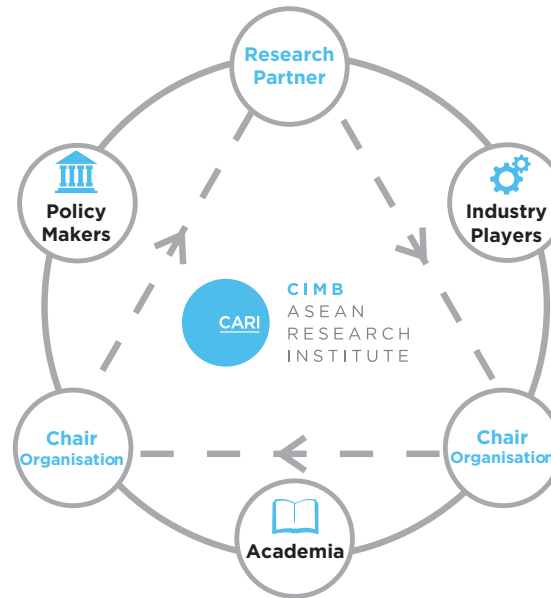 Research
Partner
Policy
Makers
Industry
Players
CARI
CIMB
ASEAN
RESEARCH
INSTITUTE
Chair
Organisation
Chair
Organisation
Academia